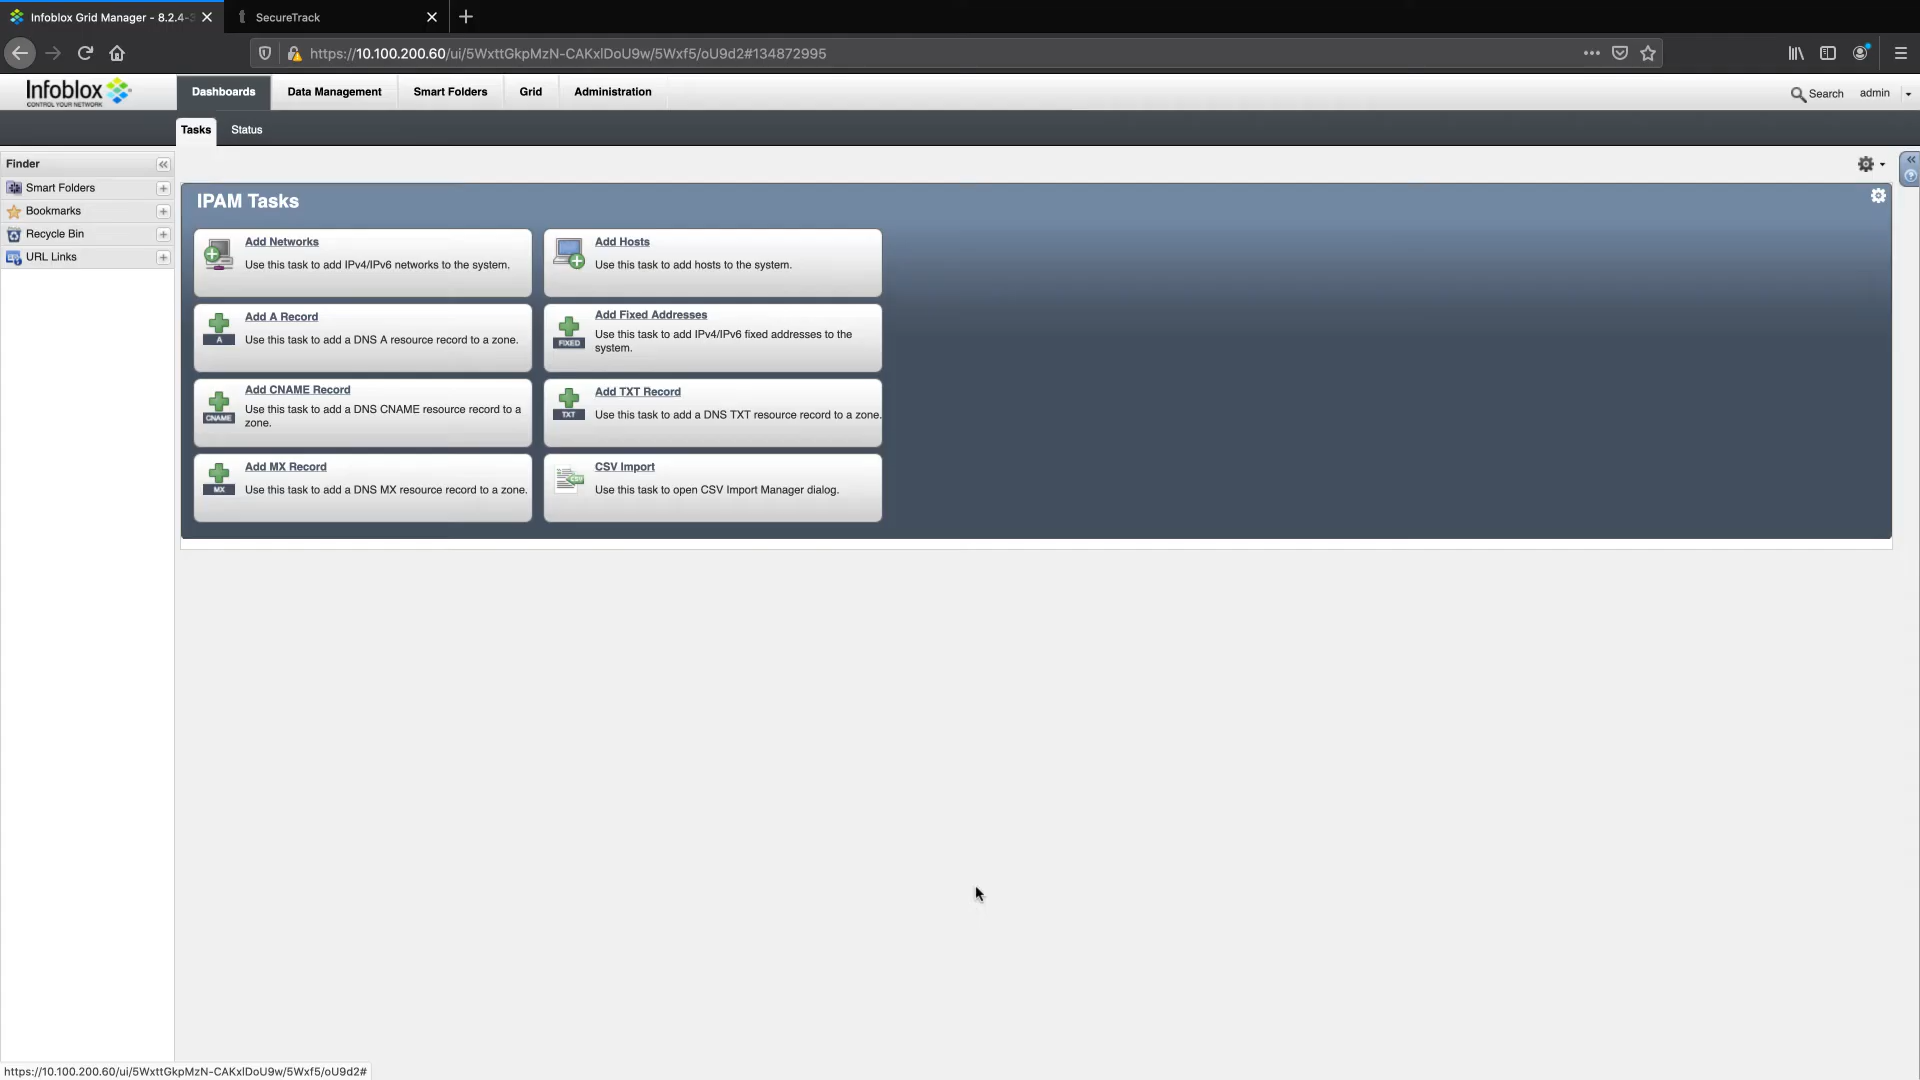 Infoblox Grid Manager - 8.2.4-
SecureTrack
https://10.100.200.60/ui/5WxttGkpMzN-CAKxlDoU9w/5Wxf5/oU9d2#134872995
Infoblox
CONTROL YOUR NETWORK
Dashboards
Data Management
Smart Folders
Grid
Administration
Search
admin
Tasks
Status
Finder
Smart Folders
Bookmarks
Recycle Bin
URL Links
IPAM Tasks
Add Networks
Use this task to add IPv4/IPv6 networks to the system.
Add Hosts
Use this task to add hosts to the system.
A
Add A Record
Use this task to add a DNS A resource record to a zone.
FIXED
Add Fixed Addresses
Use this task to add IPv4/IPv6 fixed addresses to the
system.
CNAME
Add CNAME Record
Use this task to add a DNS CNAME resource record to a
zone.
TXT
Add TXT Record
Use this task to add a DNS TXT resource record to a zone.
MX
Add MX Record
Use this task to add a DNS MX resource record to a zone.
CSV
CSV Import
Use this task to open CSV Import Manager dialog.
https://10.100.200.60/ui/5WxttGkpMzN-CAKxlDoU9w/5Wxf5/oU9d2#